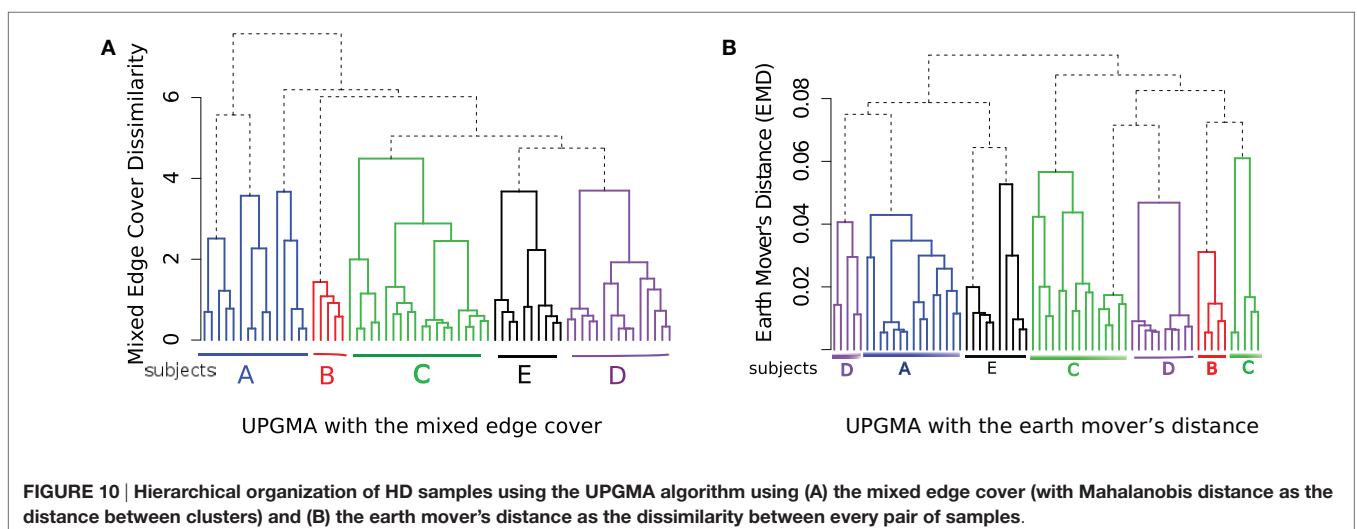 A
Mixed Edge Cover Dissimilarity
6
4
2
0
subjects A B C E D
UPGMA with the mixed edge cover
B
Earth Mover's Distance (EMD)
0.08
0.06
0.04
0.02
subjects D A E C D B C
UPGMA with the earth mover's distance
FIGURE 10 | Hierarchical organization of HD samples using the UPGMA algorithm using (A) the mixed edge cover (with Mahalanobis distance as the
distance between clusters) and (B) the earth mover's distance as the dissimilarity between every pair of samples.